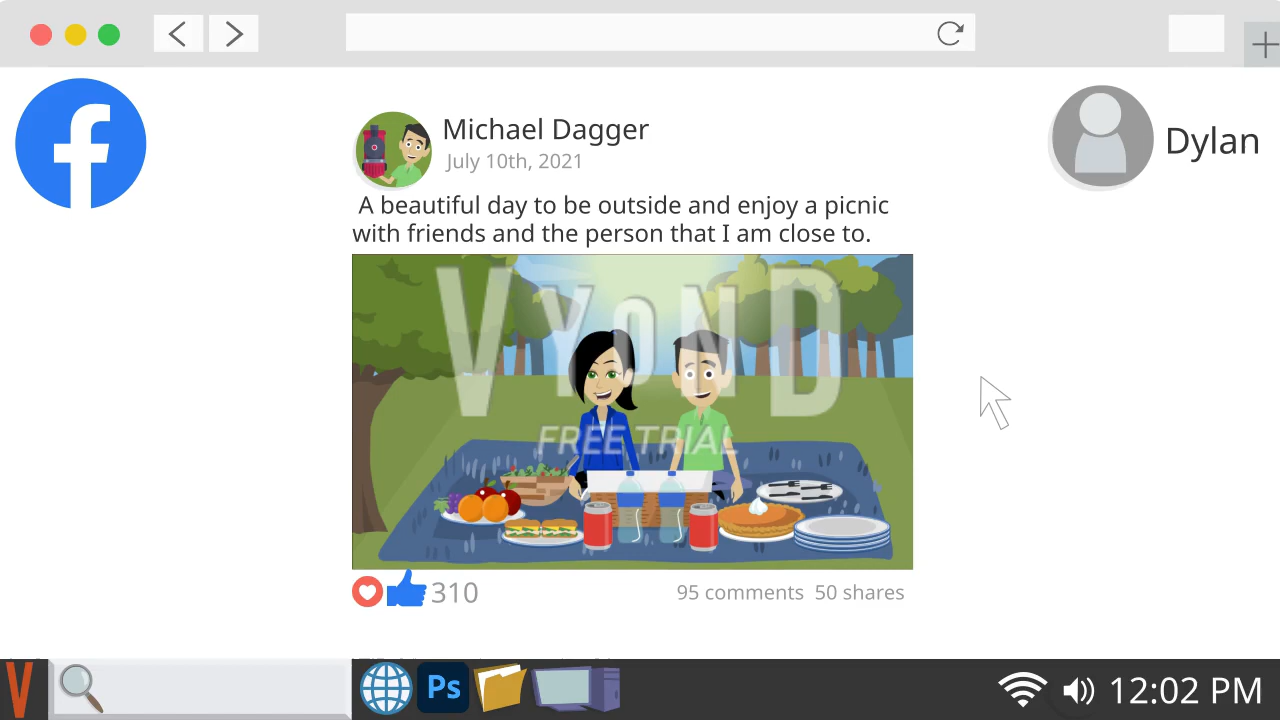 Michael Dagger
July 10th, 2021
Dylan
A beautiful day to be outside and enjoy a picnic
with friends and the person that I am close to.
VYOND
FREE TRIAL
310
95 comments 50 shares
V
Ps
12:02 PM